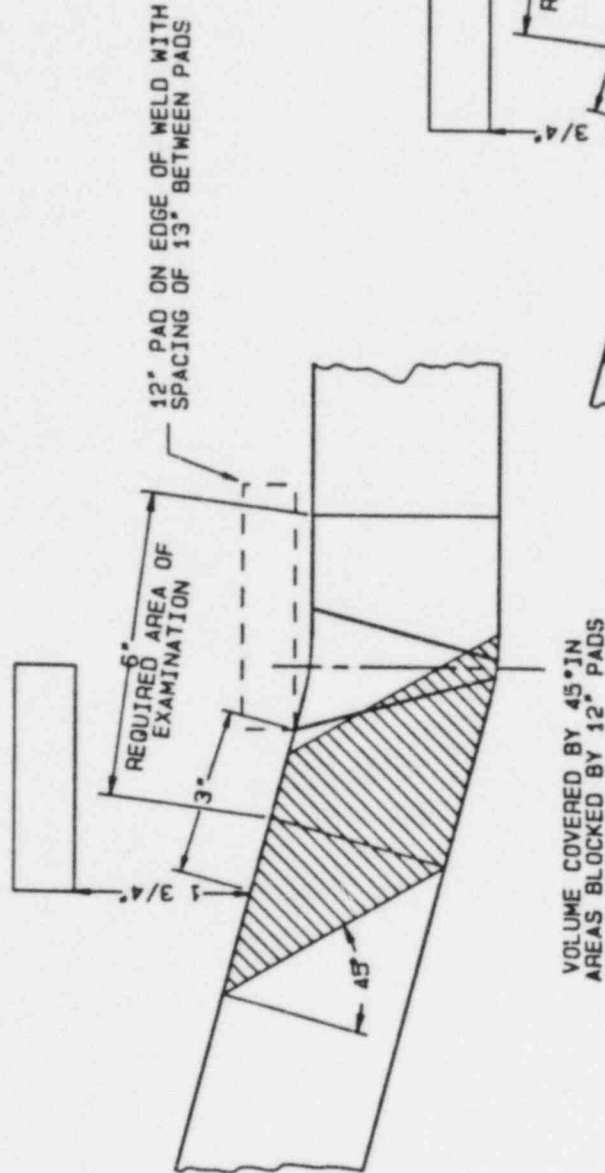 12" PAD ON EDGE OF WELD WITH
SPACING OF 13" BETWEEN PADS
6"
REQUIRED AREA OF
EXAMINATION
3"
1 3/4"
45°
VOLUME COVERED BY 45° IN
AREAS BLOCKED BY 12" PADS
R
3/4"